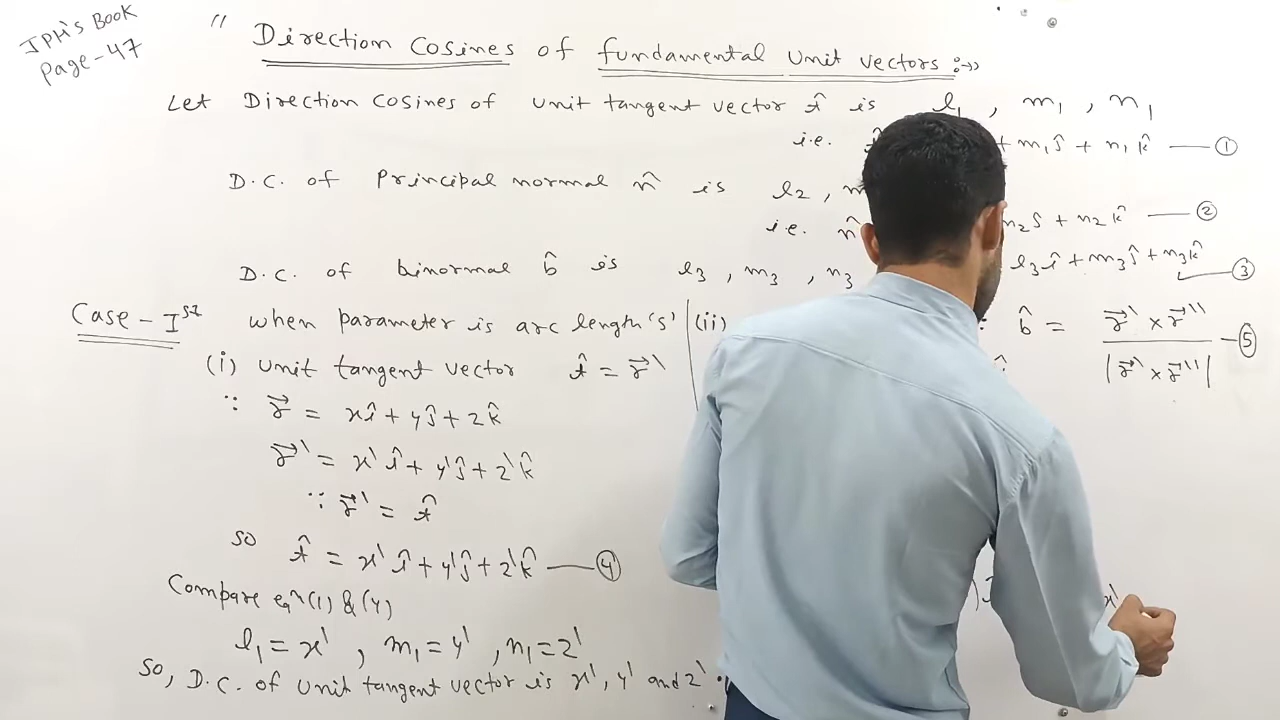 JPH's Book
Page-47
" Direction Cosines of fundamental unit vectors :→
Let Direction Cosines of unit tangent vector t̂ is l₁, m₁, n₁
i.e. + m₁ĵ + n₁k̂ — ①
D.C. of Principal normal n̂ is l₂,
i.e. n̂ m₂ĵ + n₂k̂ — ②
D.C. of binormal b̂ is l₃, m₃, n₃ l₃î + m₃ĵ + n₃k̂ — ③
Case - Iˢᵗ when parameter is arc length 's' (ii) b̂ = r⃗' × r⃗'' / |r⃗' × r⃗''| — ⑤
(i) unit tangent vector t̂ = r⃗'
∵ r⃗ = xî + yĵ + zk̂
r⃗' = x'î + y'ĵ + z'k̂
∵ r⃗' = t̂
so t̂ = x'î + y'ĵ + z'k̂ — ④
Compare eqⁿ (1) & (4)
l₁ = x', m₁ = y', n₁ = z'
So, D.C. of unit tangent vector is x', y' and z'.